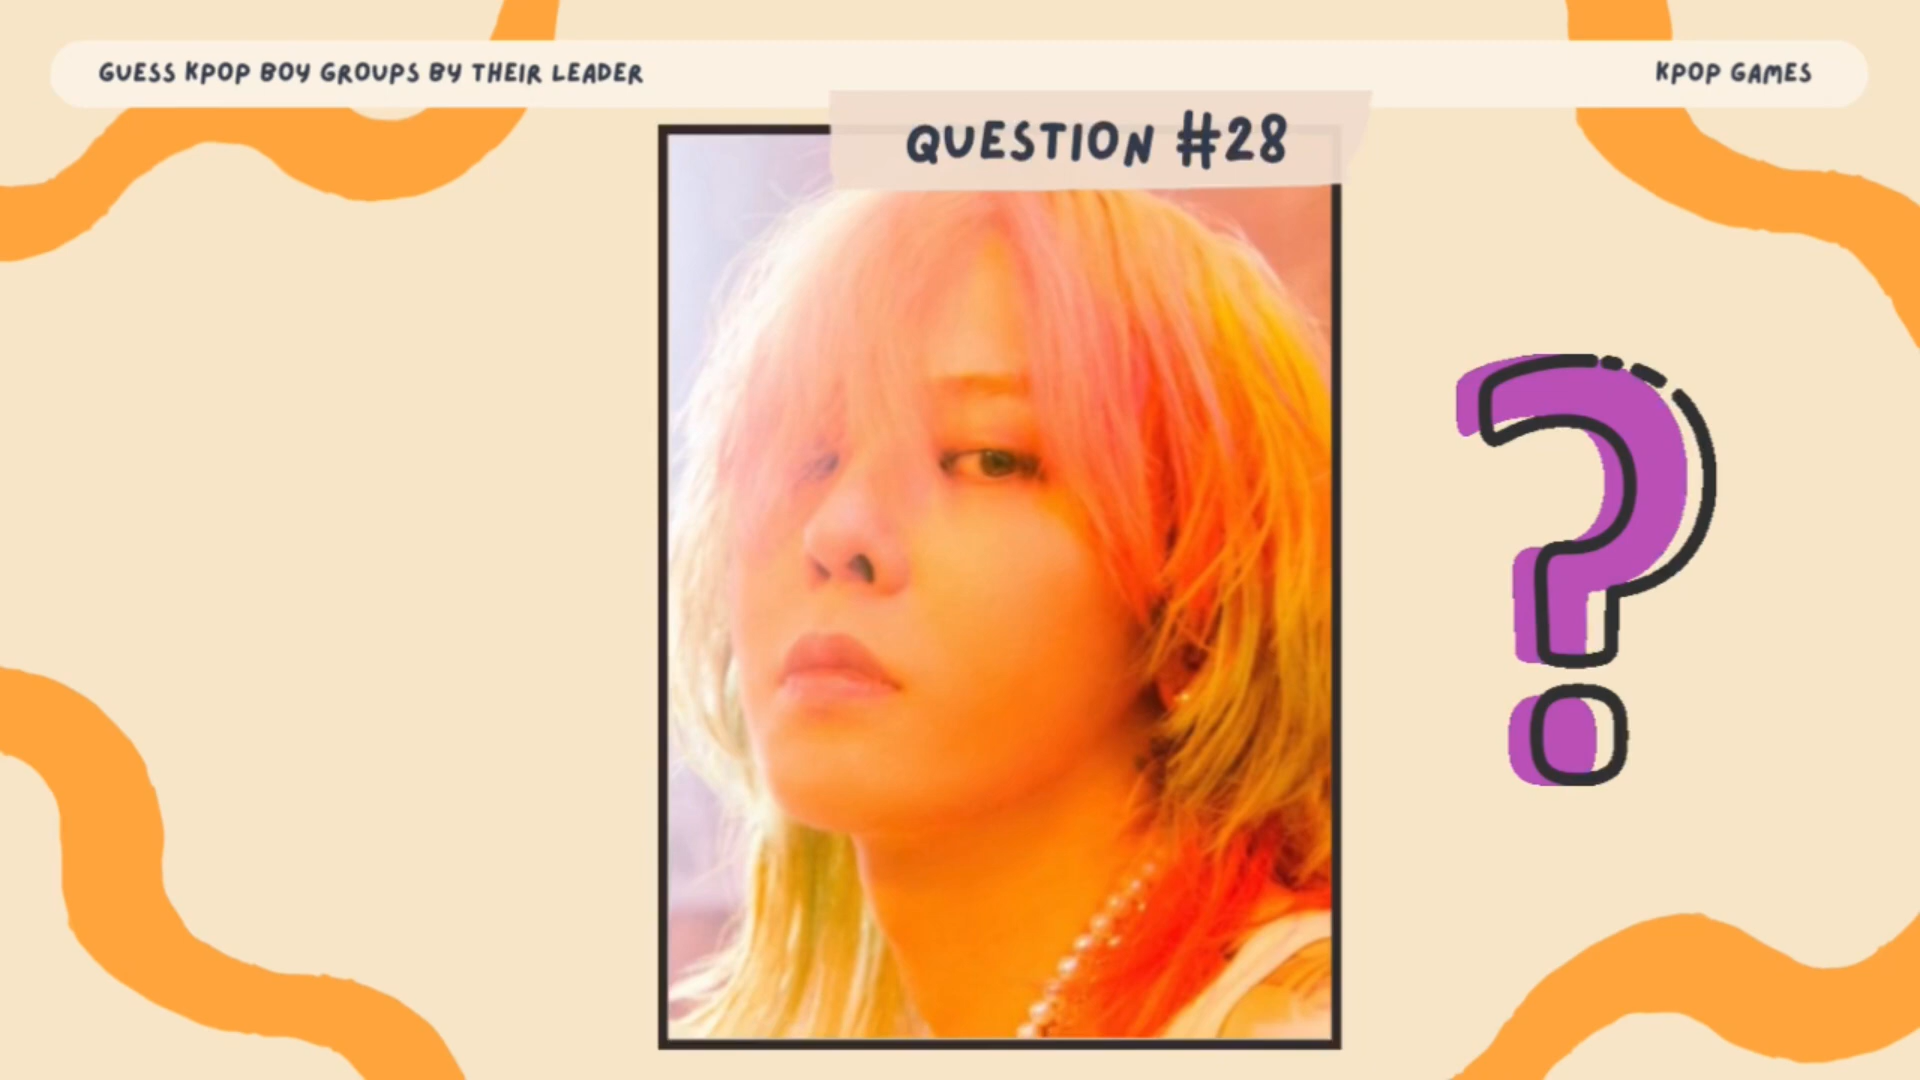 GUESS KPOP BOY GROUPS BY THEIR LEADER
KPOP GAMES
QUESTION #28
?